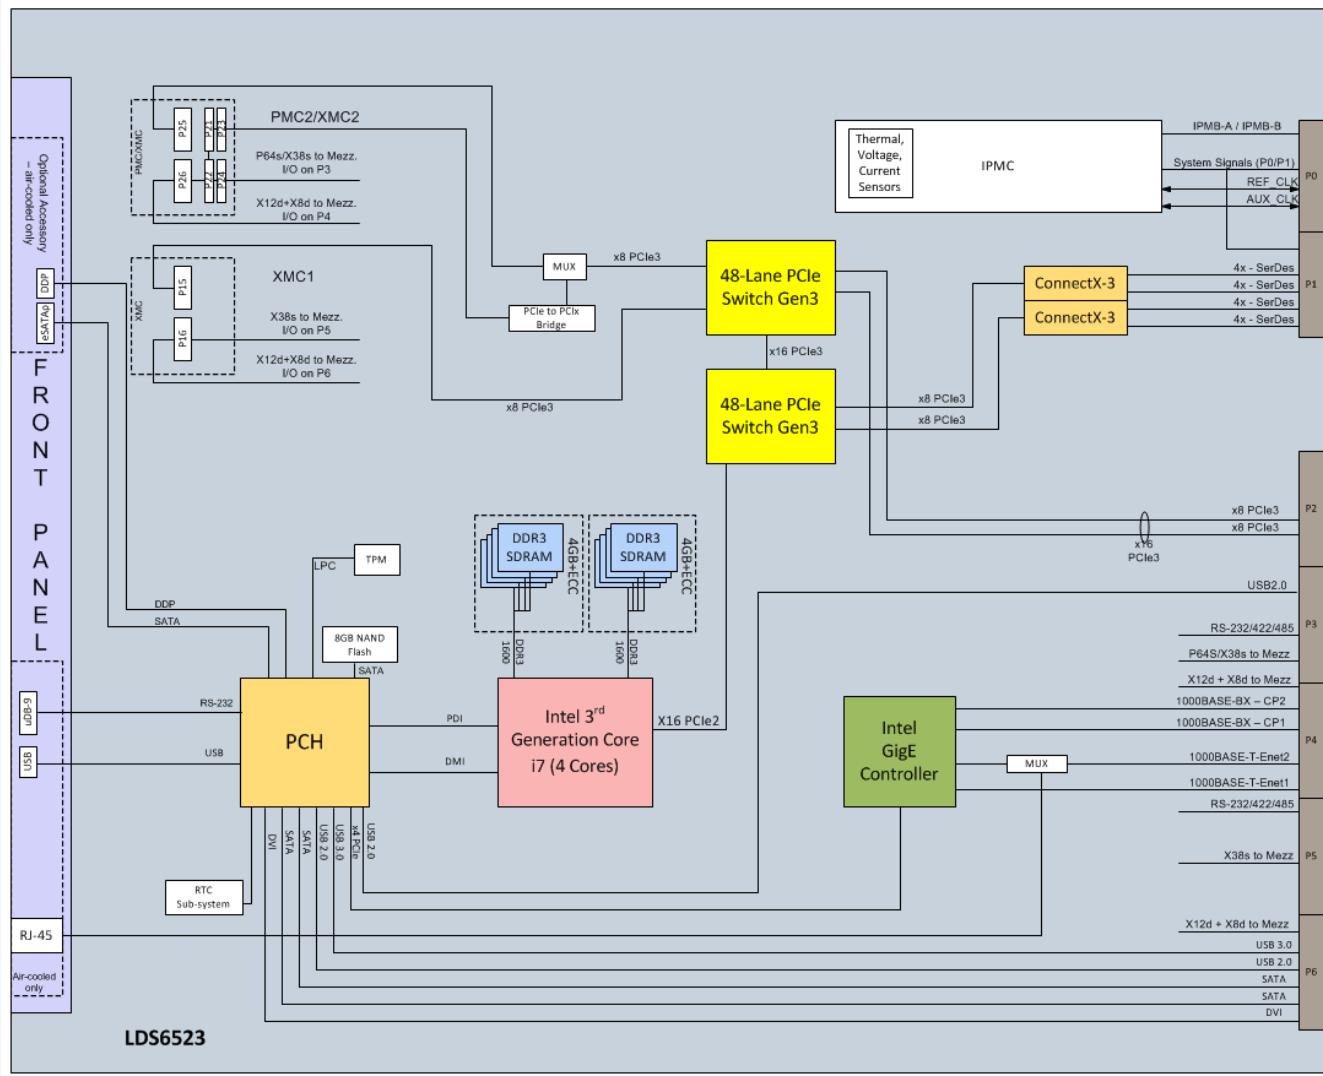 PMC/XMC
P25
P21
P23
P26
P22
P24
PMC2/XMC2
P64s/X38s to Mezz.
I/O on P3
X12d+X8d to Mezz.
I/O on P4
XMC
P15
P16
XMC1
X38s to Mezz.
I/O on P5
X12d+X8d to Mezz.
I/O on P6
Optional Accessory
– air-cooled only
DDP
eSATAp
FRONT PANEL
uDB-9
USB
RJ-45
Air-cooled
only
MUX
PCIe to PCIx
Bridge
x8 PCIe3
x8 PCIe3
48-Lane PCIe
Switch Gen3
x16 PCIe3
48-Lane PCIe
Switch Gen3
Thermal,
Voltage,
Current
Sensors
IPMC
IPMB-A / IPMB-B
System Signals (P0/P1)
REF_CLK
AUX_CLK
P0
ConnectX-3
ConnectX-3
4x - SerDes
4x - SerDes
4x - SerDes
4x - SerDes
P1
x8 PCIe3
x8 PCIe3
x8 PCIe3
x8 PCIe3
x16
PCIe3
P2
DDR3
SDRAM
4GB+ECC
DDR3
SDRAM
4GB+ECC
DDR3
1600
DDR3
1600
LPC
TPM
DDP
SATA
8GB NAND
Flash
SATA
RS-232
USB
PCH
PDI
DMI
Intel 3rd
Generation Core
i7 (4 Cores)
X16 PCIe2
Intel
GigE
Controller
MUX
USB2.0
RS-232/422/485
P64S/X38s to Mezz
X12d + X8d to Mezz
P3
1000BASE-BX – CP2
1000BASE-BX – CP1
1000BASE-T-Enet2
1000BASE-T-Enet1
P4
RS-232/422/485
X38s to Mezz
P5
DVI
SATA
SATA
USB 2.0
USB 3.0
x4 PCIe
USB 2.0
RTC
Sub-system
X12d + X8d to Mezz
USB 3.0
USB 2.0
SATA
SATA
DVI
P6
LDS6523